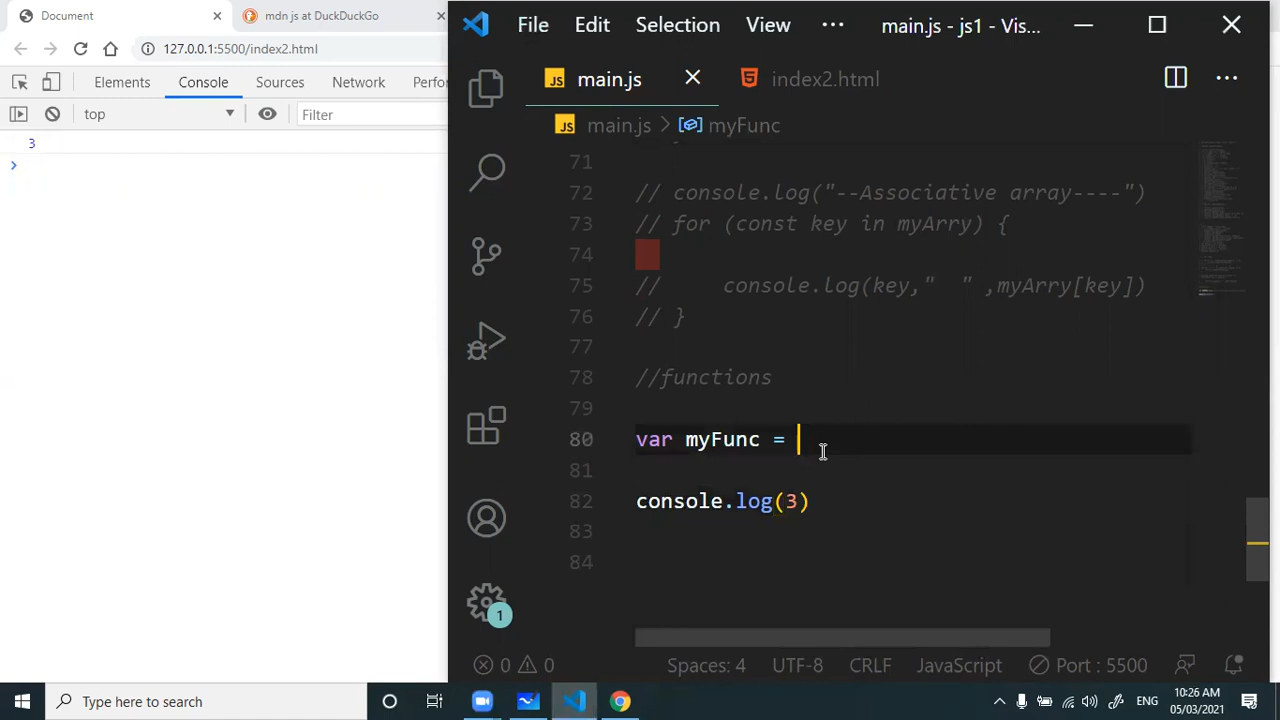 Document
mdn js at DuckDuckGo
127.0.0.1:5500/index2.html
Elements Console Sources Network Perfor
top Filter
3
File Edit Selection View ··· main.js - js1 - Vis...
main.js index2.html
main.js > myFunc
71
72 // console.log("--Associative array----")
73 // for (const key in myArry) {
74
75 //     console.log(key,"  " ,myArry[key])
76 // }
77
78 //functions
79
80 var myFunc =
81
82 console.log(3)
83
84
1
0 0 Spaces: 4 UTF-8 CRLF JavaScript Port : 5500
Type here to search
ENG
10:26 AM
05/03/2021